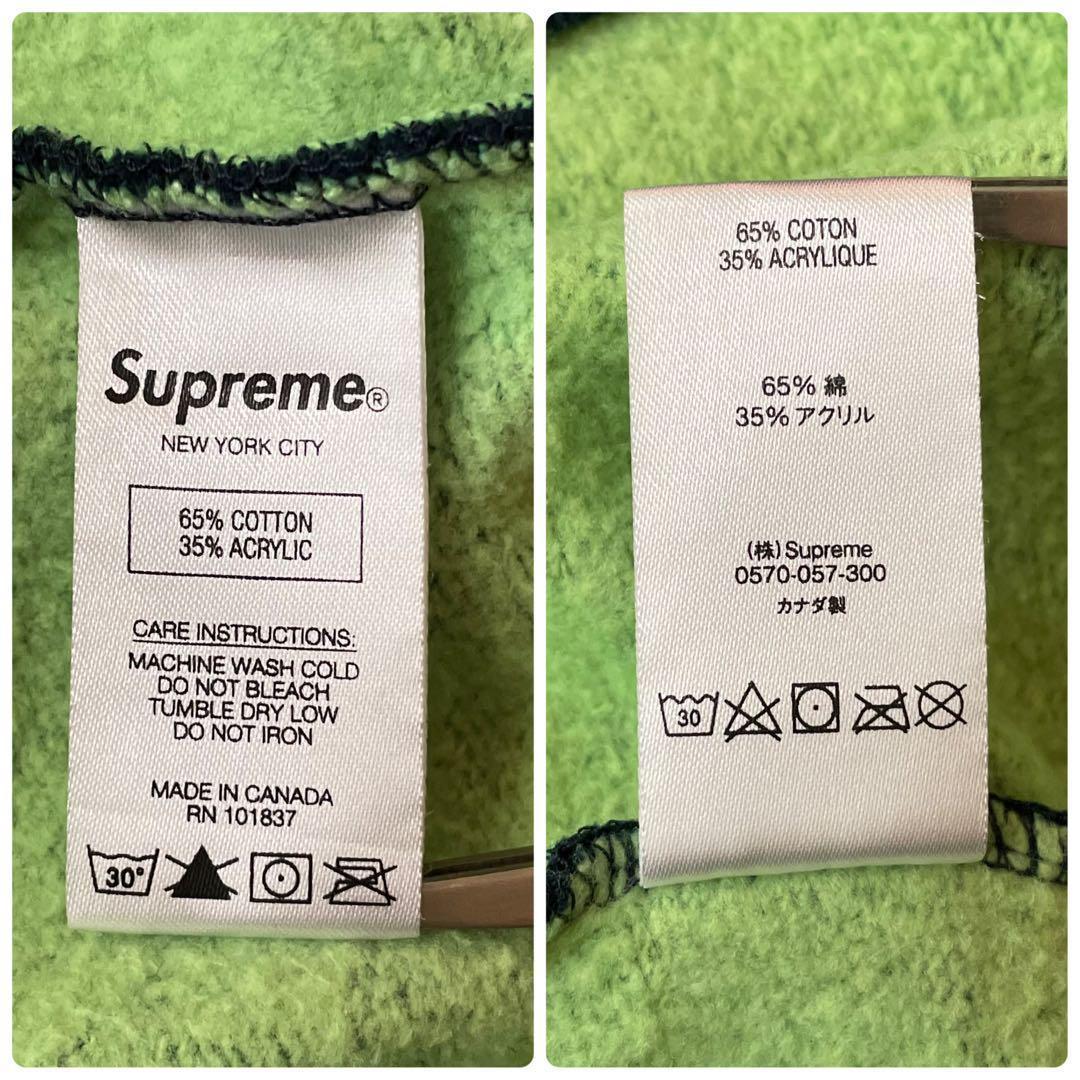 Supreme®
NEW YORK CITY
65% COTTON
35% ACRYLIC
CARE INSTRUCTIONS:
MACHINE WASH COLD
DO NOT BLEACH
TUMBLE DRY LOW
DO NOT IRON
MADE IN CANADA
RN 101837
30°
65% COTON
35% ACRYLIQUE
65% 綿
35% アクリル
(株) Supreme
0570-057-300
カナダ製
30